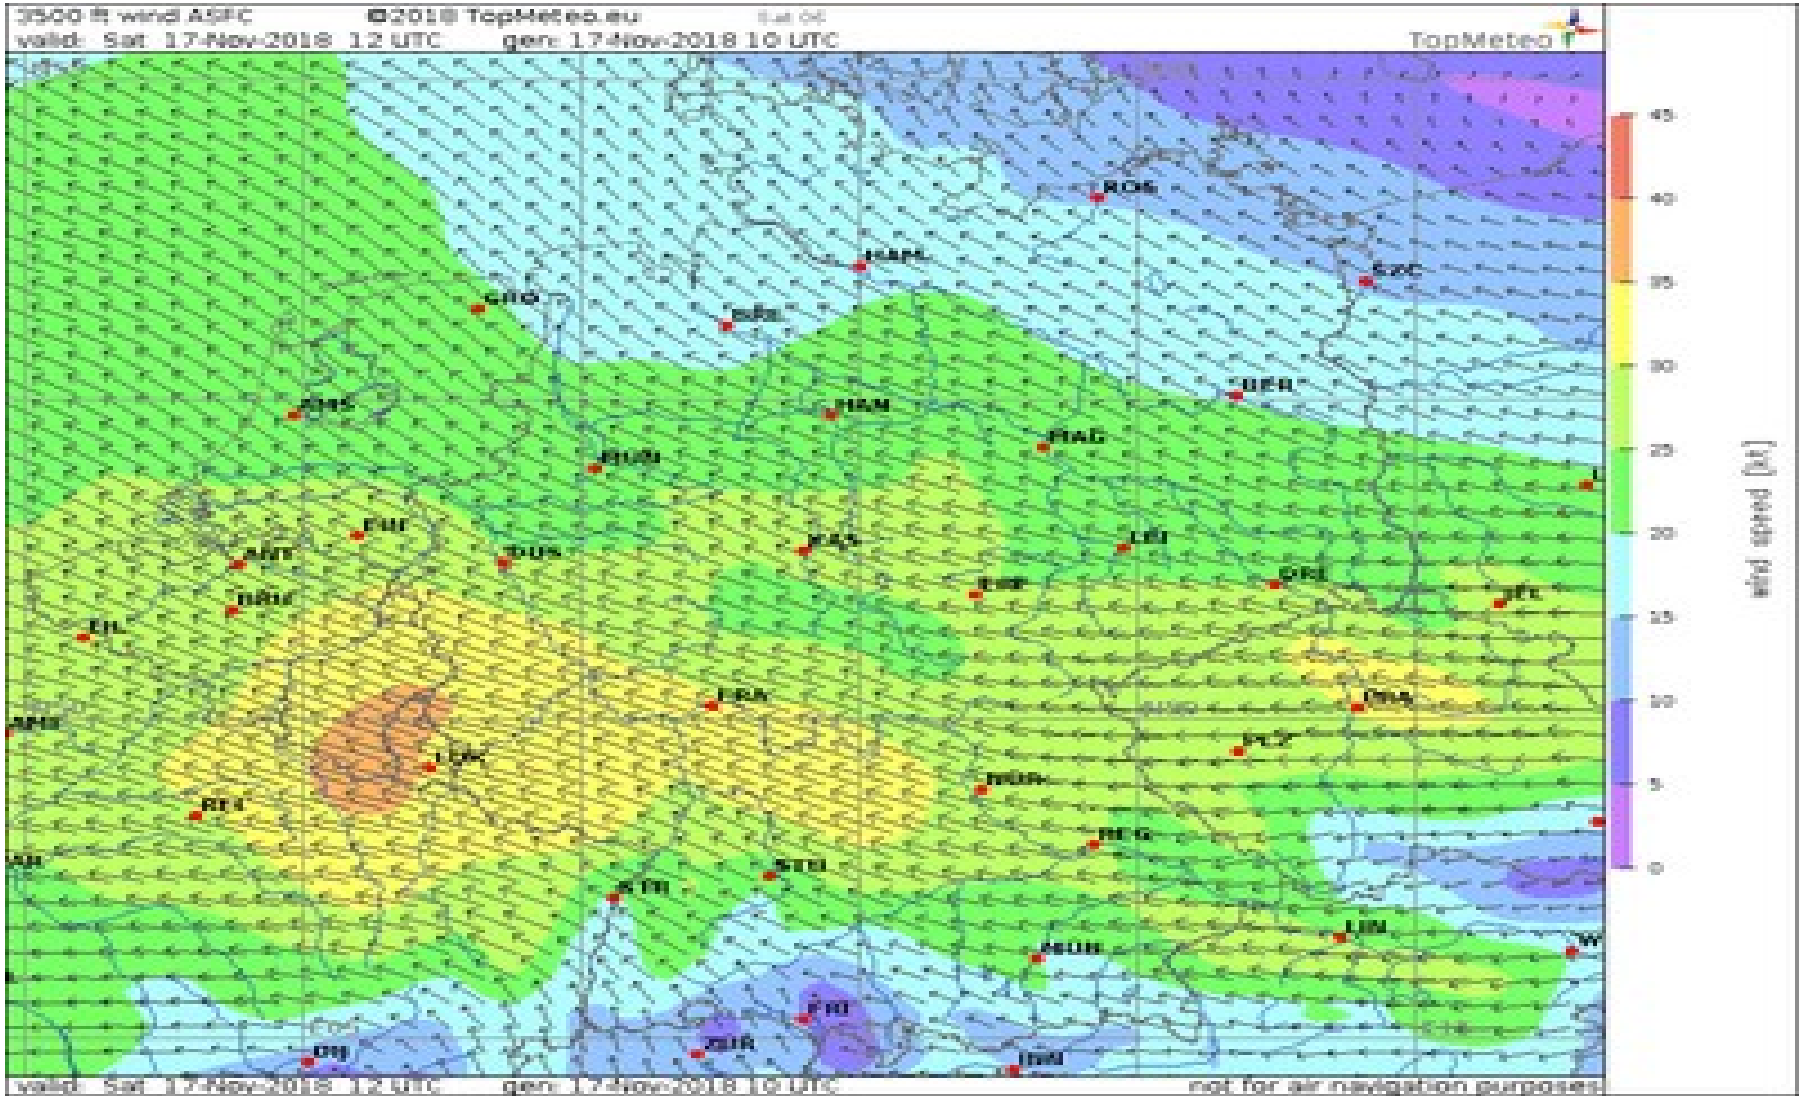 3500 ft wind ASFC ©2018 TopMeteo.eu
valid: Sat 17-Nov-2018 12 UTC gen: 17-Nov-2018 10 UTC
TopMeteo
ROS
HAM
SZC
GRO
BRE
BER
AMS
HAN
MAG
MUN
EHI
ANT
DUS
KAS
LEI
BRU
ERF
DRE
LIL
FRA
PRA
AMI
LUX
PLZ
NUR
REI
REG
STU
STR
LIN
MUN
W
FRI
DIJ
ZUR
INN
45
40
35
30
25
20
15
10
5
0
wind speed [kt]
valid: Sat 17-Nov-2018 12 UTC gen: 17-Nov-2018 10 UTC not for air navigation purposes